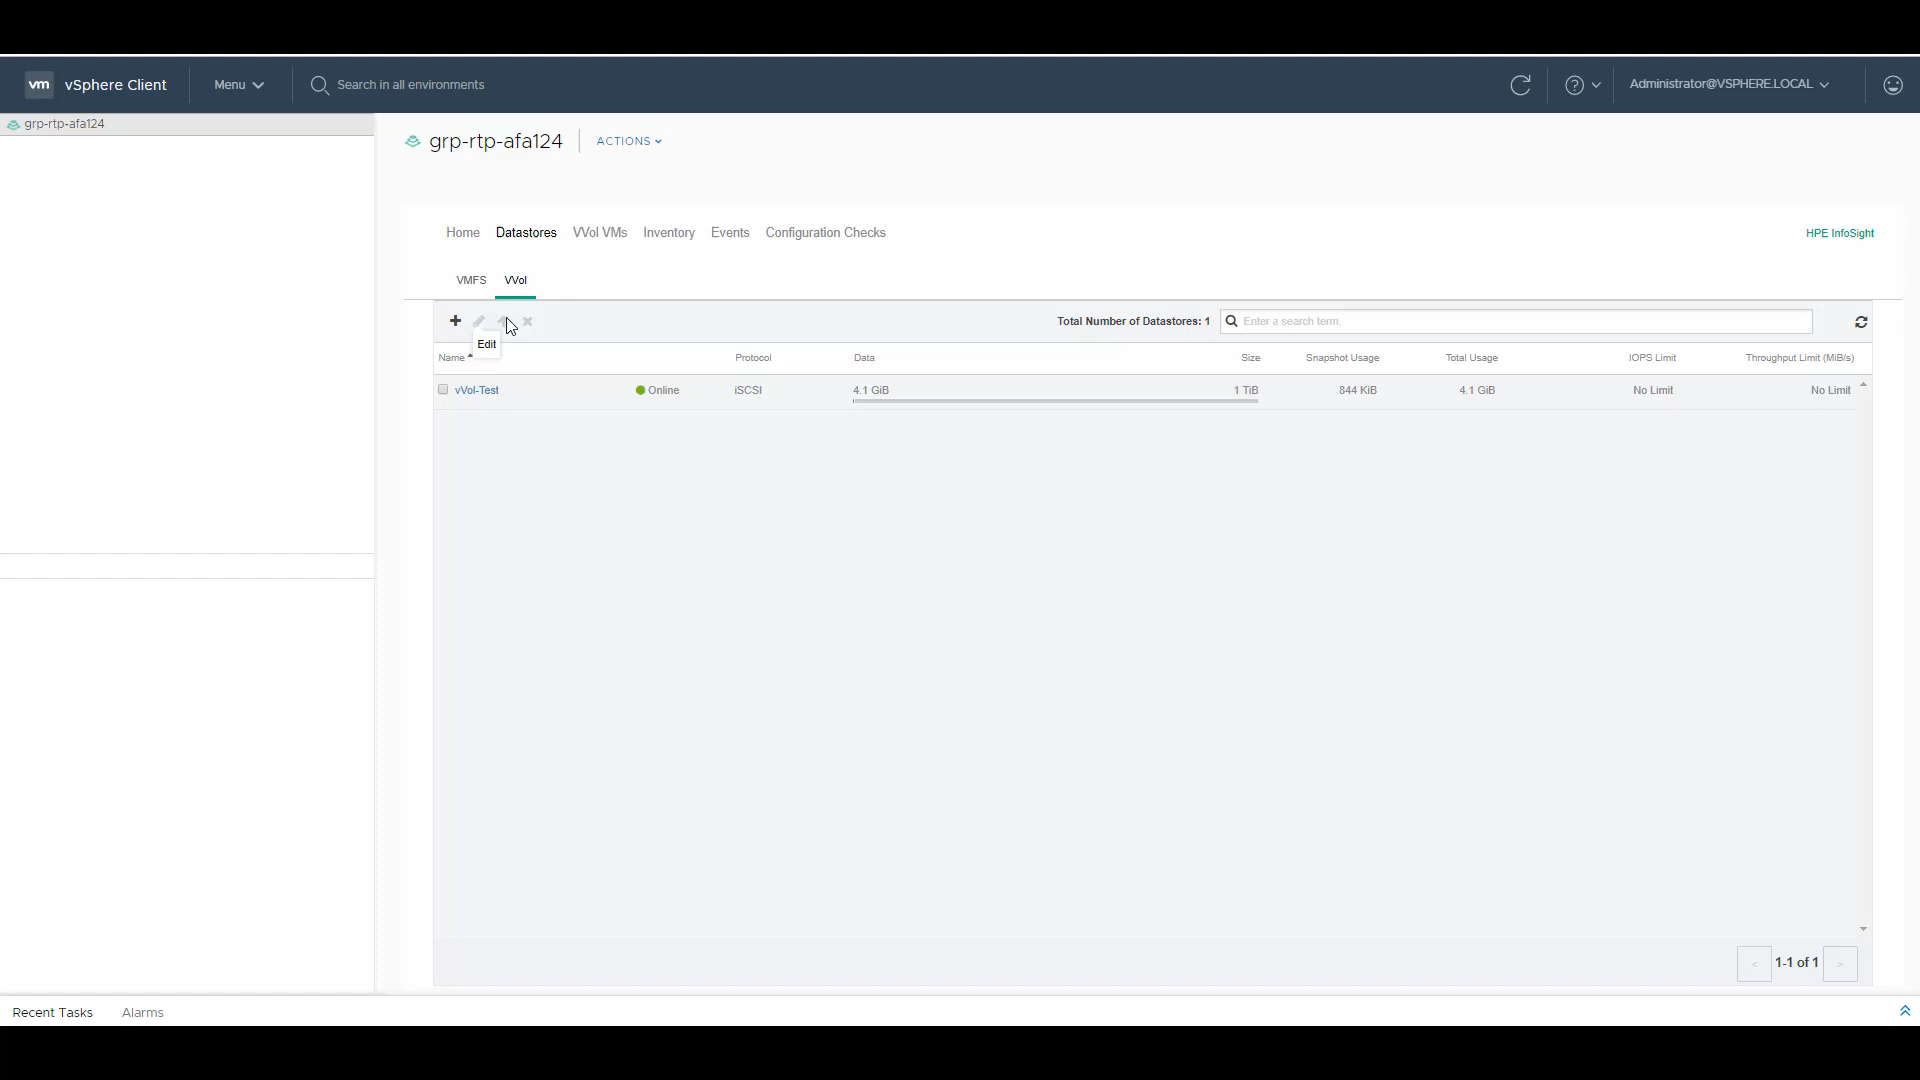 vm vSphere Client Menu Search in all environments Administrator@VSPHERE.LOCAL
grp-rtp-afa124
grp-rtp-afa124 ACTIONS
Home Datastores VVol VMs Inventory Events Configuration Checks HPE InfoSight
VMFS VVol
Total Number of Datastores: 1 Enter a search term.
Edit
Name Protocol Data Size Snapshot Usage Total Usage IOPS Limit Throughput Limit (MiB/s)
vVol-Test Online iSCSI 4.1 GiB 1 TiB 844 KiB 4.1 GiB No Limit No Limit
< 1-1 of 1 >
Recent Tasks Alarms